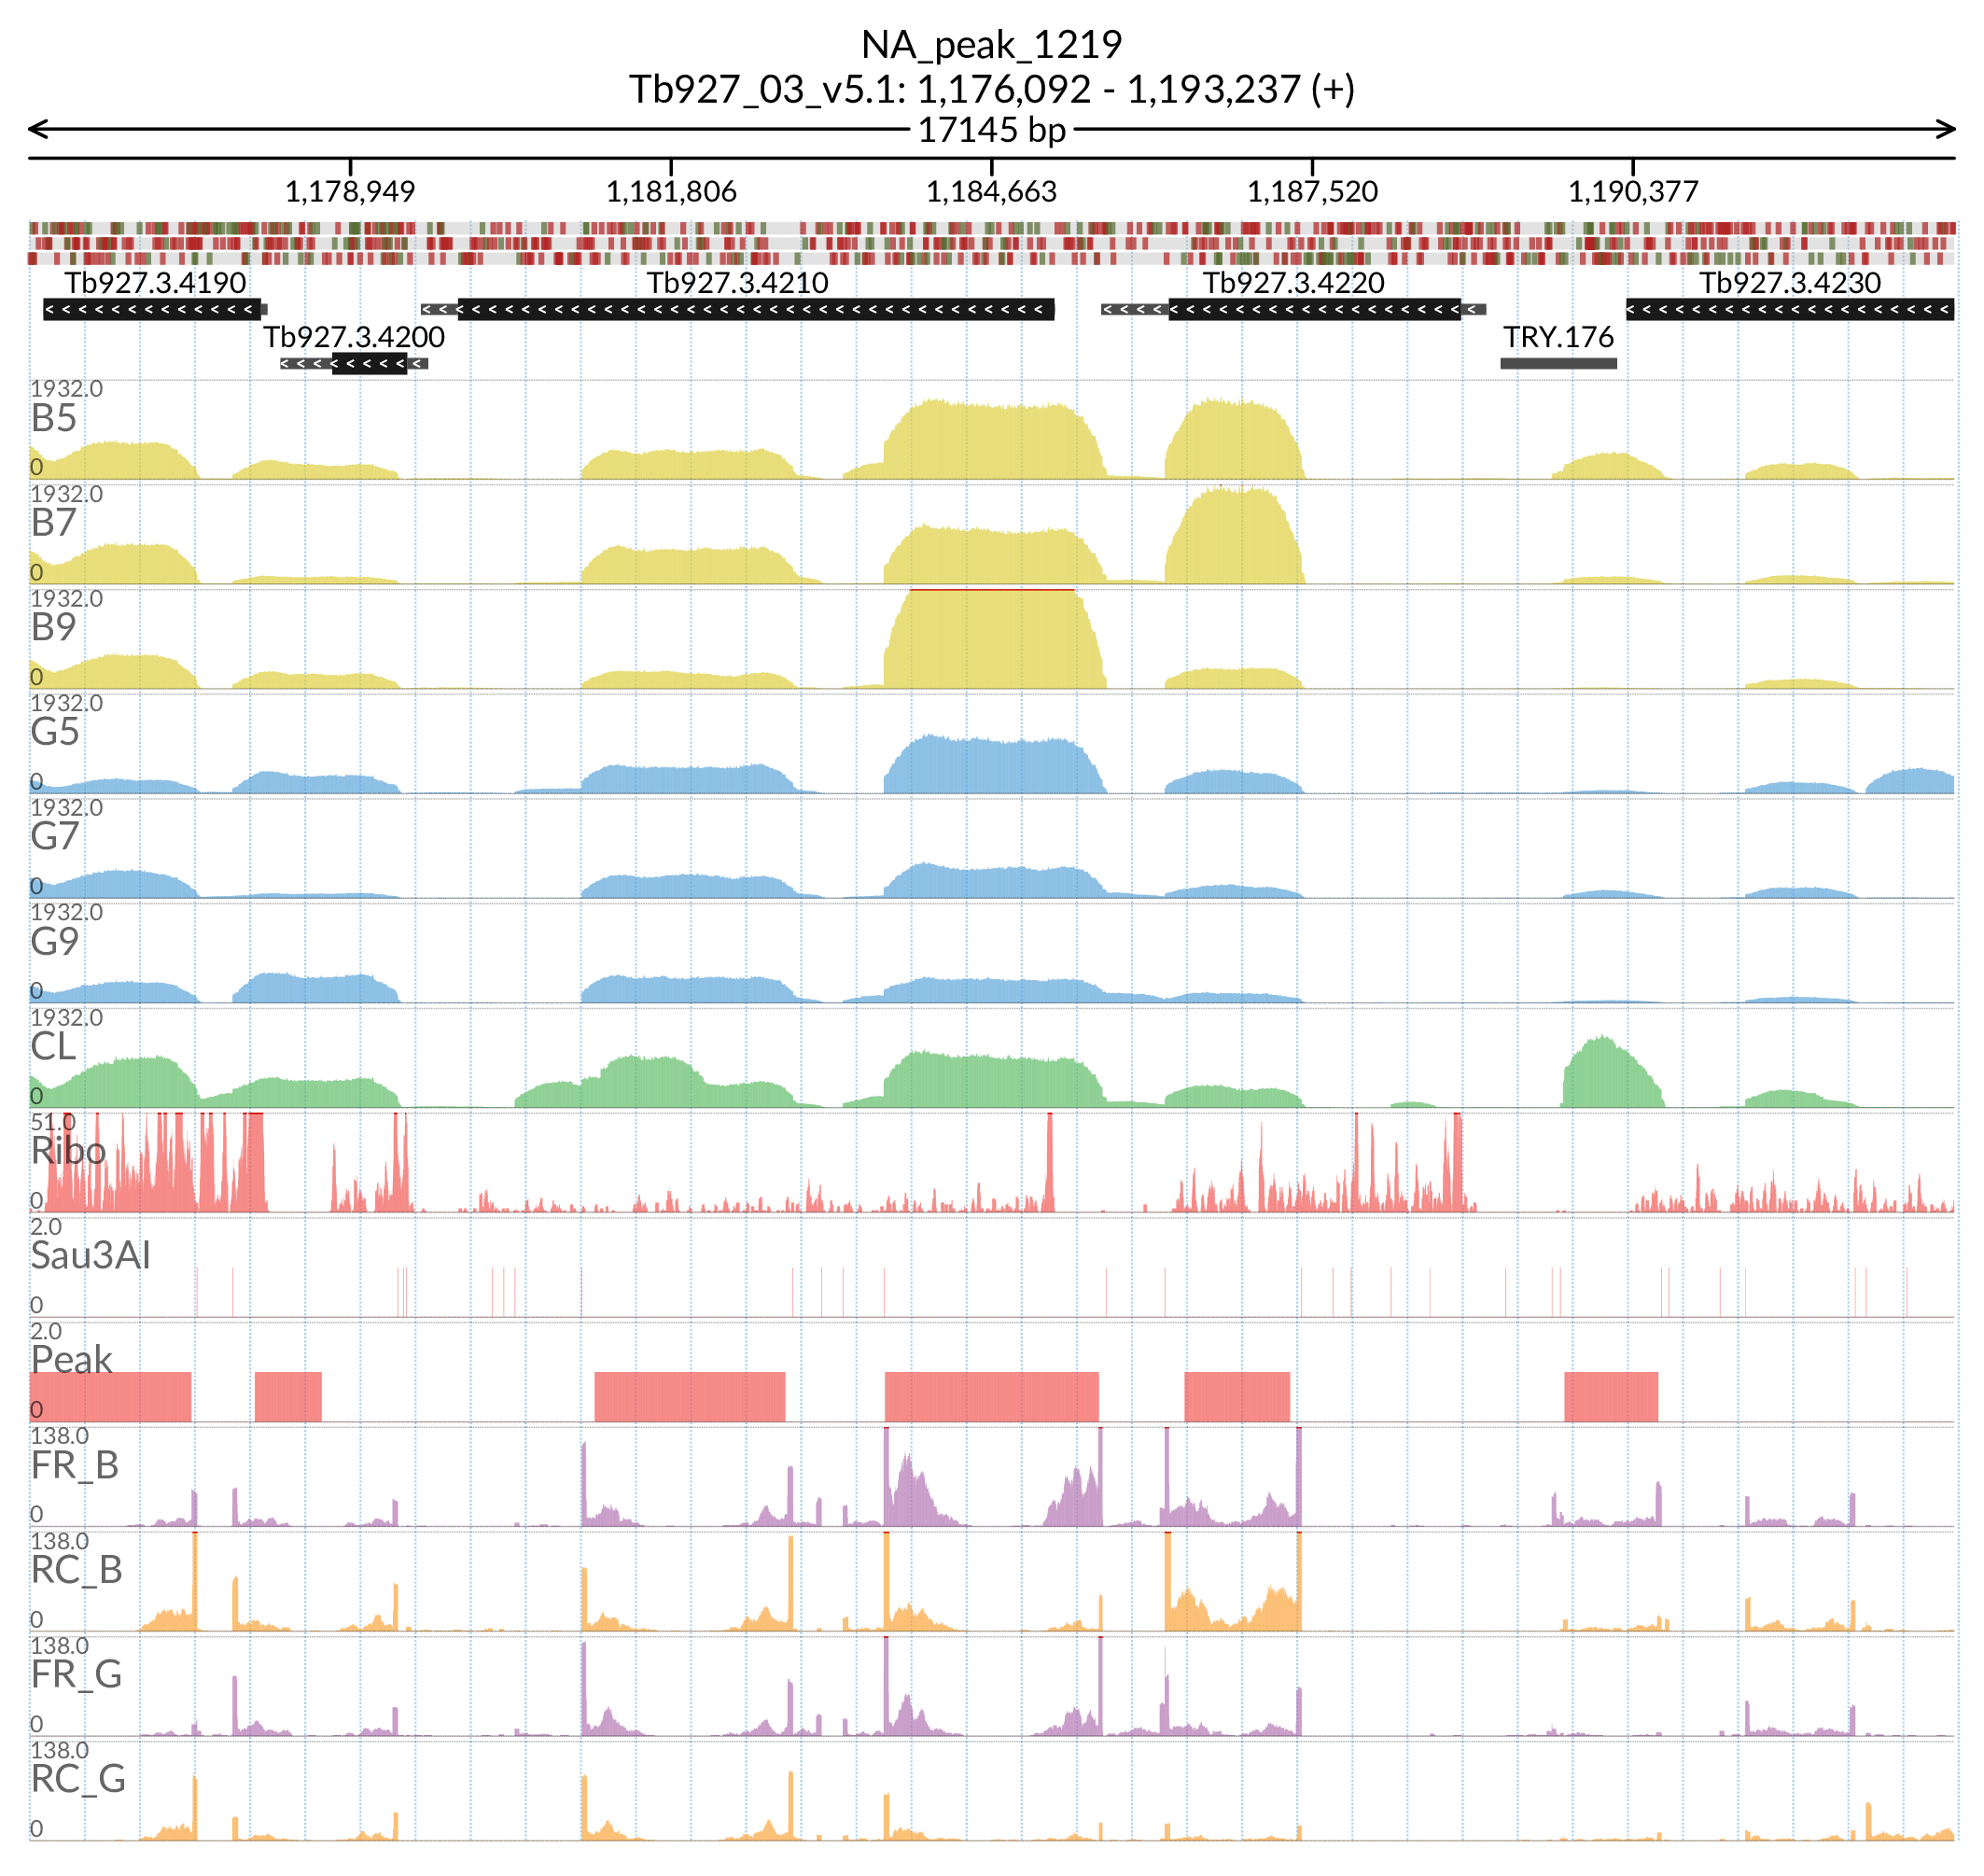 NA_peak_1219
Tb927_03_v5.1: 1,176,092 - 1,193,237 (+)
17145 bp
1,178,949 1,181,806 1,184,663 1,187,520 1,190,377
Tb927.3.4190 Tb927.3.4210 Tb927.3.4220 Tb927.3.4230
Tb927.3.4200 TRY.176
1932.0
B5
0
1932.0
B7
0
1932.0
B9
0
1932.0
G5
0
1932.0
G7
0
1932.0
G9
0
1932.0
CL
0
51.0
Ribo
0
2.0
Sau3AI
0
2.0
Peak
0
138.0
FR_B
0
138.0
RC_B
0
138.0
FR_G
0
138.0
RC_G
0